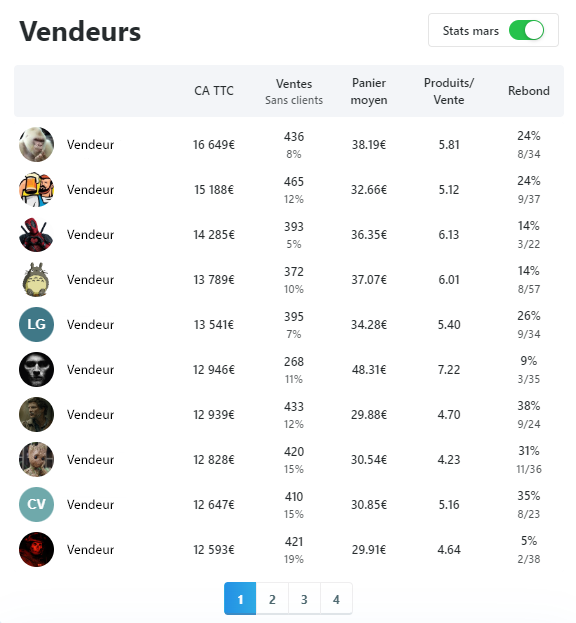 Vendeurs
Stats mars
CA TTC Ventes Sans clients Panier moyen Produits/ Vente Rebond
Vendeur 16 649€ 436 8% 38.19€ 5.81 24% 8/34
Vendeur 15 188€ 465 12% 32.66€ 5.12 24% 9/37
Vendeur 14 285€ 393 5% 36.35€ 6.13 14% 3/22
Vendeur 13 789€ 372 10% 37.07€ 6.01 14% 8/57
LG Vendeur 13 541€ 395 7% 34.28€ 5.40 26% 9/34
Vendeur 12 946€ 268 11% 48.31€ 7.22 9% 3/35
Vendeur 12 939€ 433 12% 29.88€ 4.70 38% 9/24
Vendeur 12 828€ 420 15% 30.54€ 4.23 31% 11/36
CV Vendeur 12 647€ 410 15% 30.85€ 5.16 35% 8/23
Vendeur 12 593€ 421 19% 29.91€ 4.64 5% 2/38
1 2 3 4